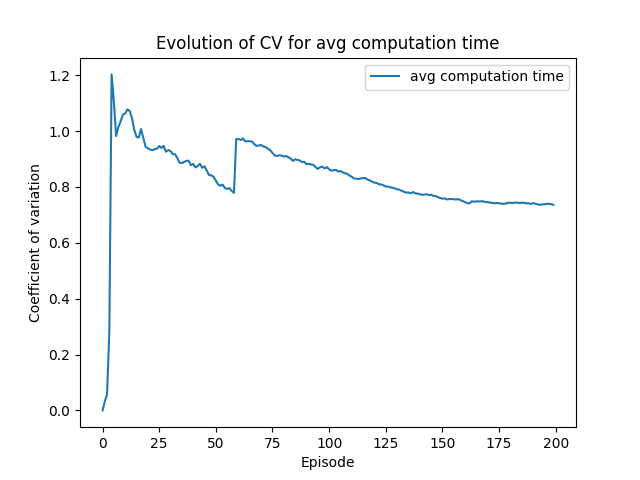 Evolution of CV for avg computation time
avg computation time
Coefficient of variation
1.2
1.0
0.8
0.6
0.4
0.2
0.0
0 25 50 75 100 125 150 175 200
Episode